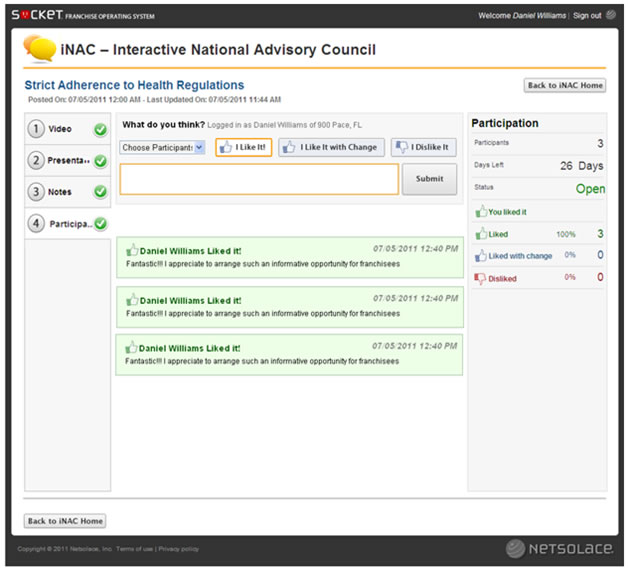 SOCKET FRANCHISE OPERATING SYSTEM
Welcome Daniel Williams | Sign out
iNAC – Interactive National Advisory Council
Strict Adherence to Health Regulations
Back to iNAC Home
Posted On: 07/05/2011 12:00 AM - Last Updated On: 07/05/2011 11:44 AM
1 Video
2 Presenta..
3 Notes
4 Participa..
What do you think? Logged in as Daniel Williams of 900 Pace, FL
Choose Participants
I Like It!
I Like It with Change
I Dislike It
Submit
Daniel Williams Liked it!
07/05/2011 12:40 PM
Fantastic!!! I appreciate to arrange such an informative opportunity for franchisees
Daniel Williams Liked it!
07/05/2011 12:40 PM
Fantastic!!! I appreciate to arrange such an informative opportunity for franchisees
Daniel Williams Liked it!
07/05/2011 12:40 PM
Fantastic!!! I appreciate to arrange such an informative opportunity for franchisees
Participation
Participants 3
Days Left 26 Days
Status Open
You liked it
Liked 100% 3
Liked with change 0% 0
Disliked 0% 0
Back to iNAC Home
Copyright © 2011 Netsolace, Inc. Terms of use | Privacy policy
NETSOLACE